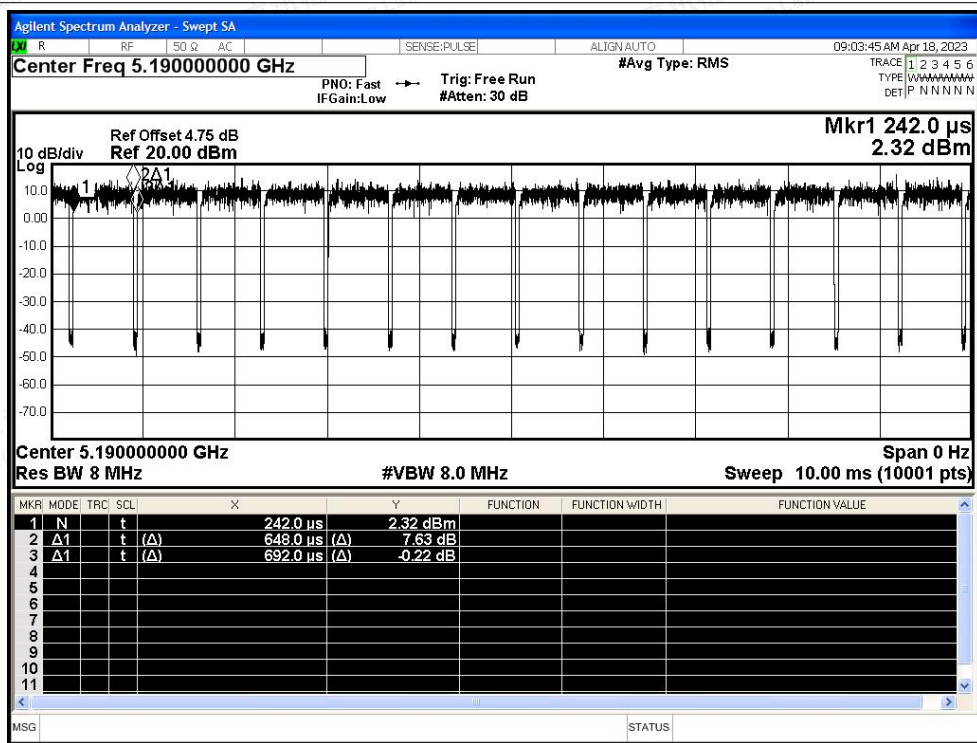 Agilent Spectrum Analyzer - Swept SA
LXI R RF 50 Ω AC SENSE:PULSE ALIGN AUTO 09:03:45 AM Apr 18, 2023
Center Freq 5.190000000 GHz #Avg Type: RMS TRACE 1 2 3 4 5 6
PNO: Fast Trig: Free Run TYPE WWWWWW
IFGain:Low #Atten: 30 dB DET P N N N N N
Mkr1 242.0 µs
Ref Offset 4.75 dB
10 dB/div Ref 20.00 dBm 2.32 dBm
Log
2Δ1
10.0 1
0.00
-10.0
-20.0
-30.0
-40.0
-50.0
-60.0
-70.0
Center 5.190000000 GHz Span 0 Hz
Res BW 8 MHz #VBW 8.0 MHz Sweep 10.00 ms (10001 pts)
MKR MODE TRC SCL X Y FUNCTION FUNCTION WIDTH FUNCTION VALUE
1 N t 242.0 µs 2.32 dBm
2 Δ1 t (Δ) 648.0 µs (Δ) 7.63 dB
3 Δ1 t (Δ) 692.0 µs (Δ) -0.22 dB
4
5
6
7
8
9
10
11
MSG STATUS